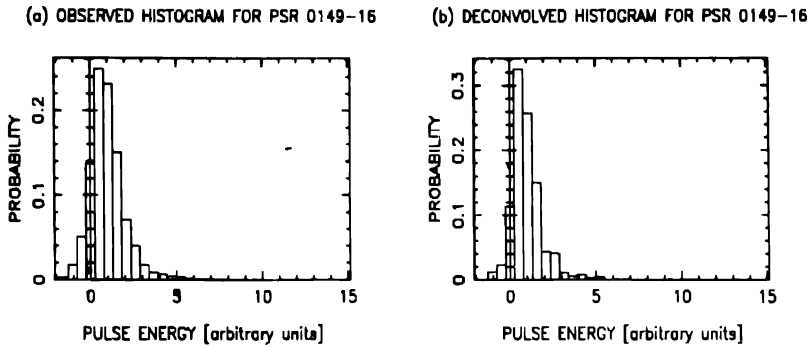 (a) OBSERVED HISTOGRAM FOR PSR 0149-16
PROBABILITY
0.2
0.1
0
0
5
10
15
PULSE ENERGY [arbitrary units]
(b) DECONVOLVED HISTOGRAM FOR PSR 0149-16
PROBABILITY
0.3
0.2
0.1
0
0
5
10
15
PULSE ENERGY [arbitrary units]